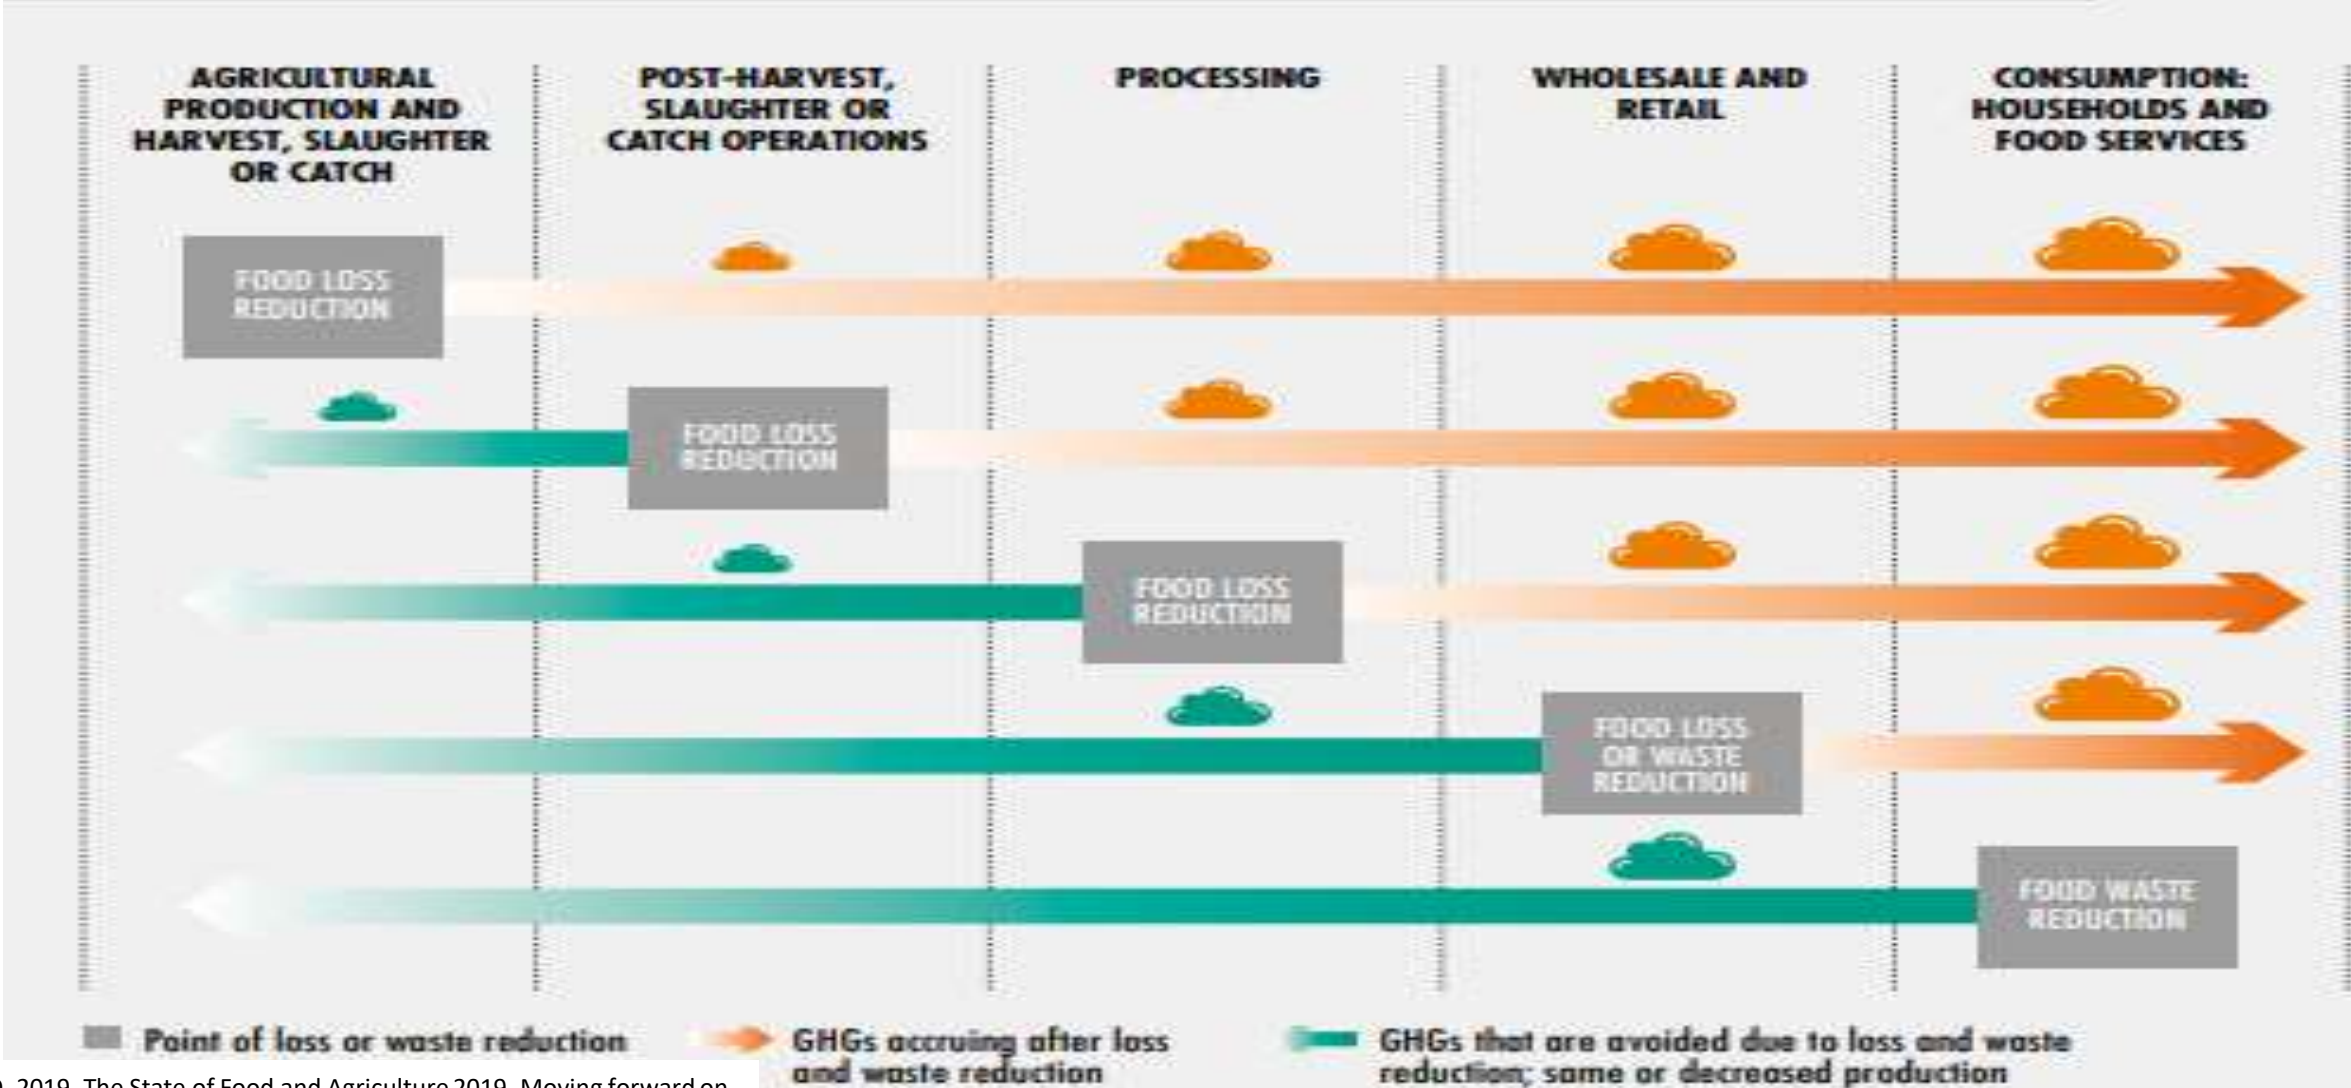 AGRICULTURAL
PRODUCTION AND
HARVEST, SLAUGHTER
OR CATCH
POST-HARVEST,
SLAUGHTER OR
CATCH OPERATIONS
PROCESSING
WHOLESALE AND
RETAIL
CONSUMPTION:
HOUSEHOLDS AND
FOOD SERVICES
FOOD LOSS
REDUCTION
FOOD LOSS
REDUCTION
FOOD LOSS
REDUCTION
FOOD LOSS
OR WASTE
REDUCTION
FOOD WASTE
REDUCTION
Point of loss or waste reduction
GHGs accruing after loss
and waste reduction
GHGs that are avoided due to loss and waste
reduction; same or decreased production
2019. The State of Food and Agriculture 2019. Moving forward on